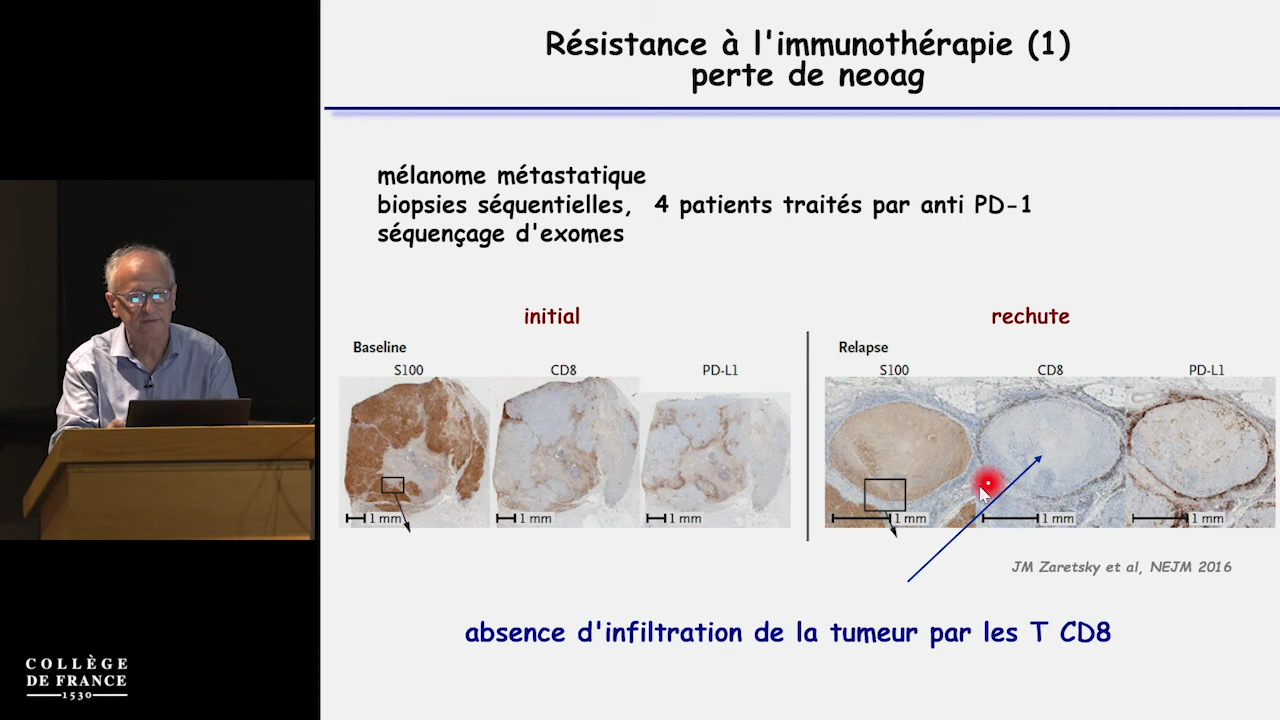 Résistance à l'immunothérapie (1)
perte de neoag
mélanome métastatique
biopsies séquentielles, 4 patients traités par anti PD-1
séquençage d'exomes
initial
rechute
Baseline
Relapse
S100
CD8
PD-L1
S100
CD8
PD-L1
1 mm
1 mm
1 mm
1 mm
1 mm
1 mm
JM Zaretsky et al, NEJM 2016
absence d'infiltration de la tumeur par les T CD8
COLLÈGE
DE FRANCE
1530